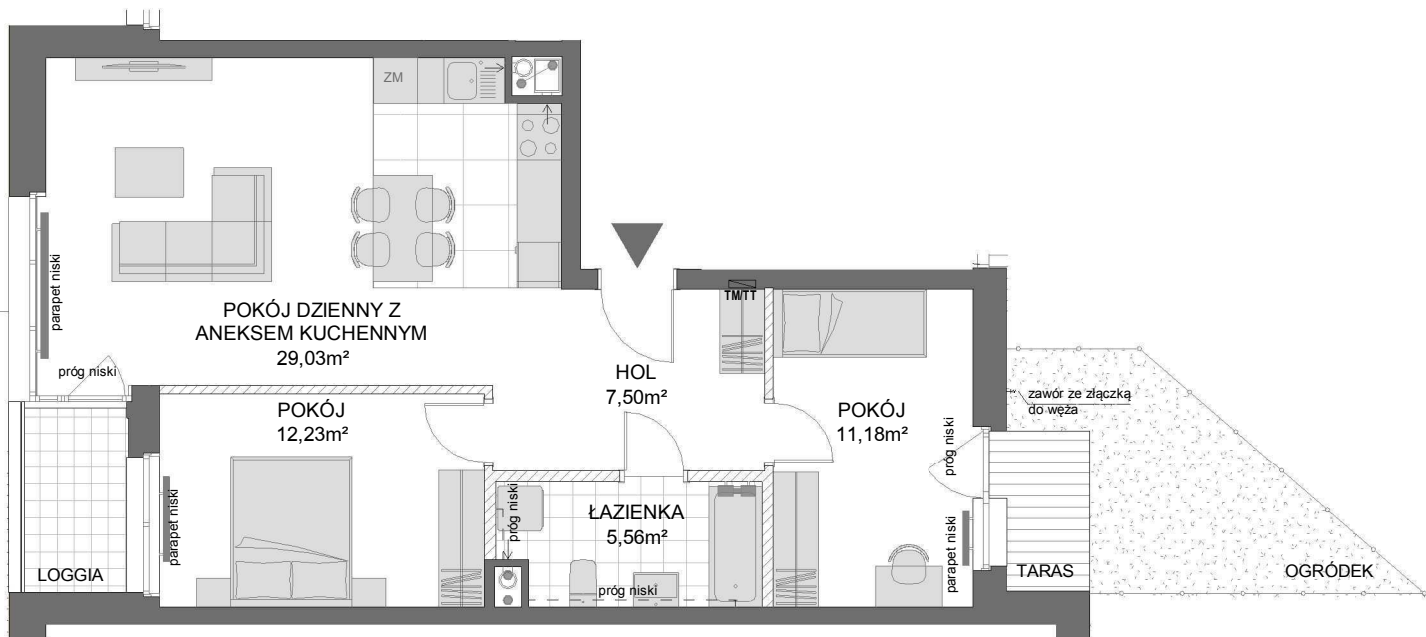 ZM
parapet niski
POKÓJ DZIENNY Z
ANEKSEM KUCHENNYM
29,03m²
próg niski
TM/TT
HOL
7,50m²
POKÓJ
12,23m²
parapet niski
LOGGIA
próg niski
ŁAZIENKA
5,56m²
próg niski
POKÓJ
11,18m²
próg niski
parapet niski
zawór ze złączką
do węża
TARAS
OGRÓDEK